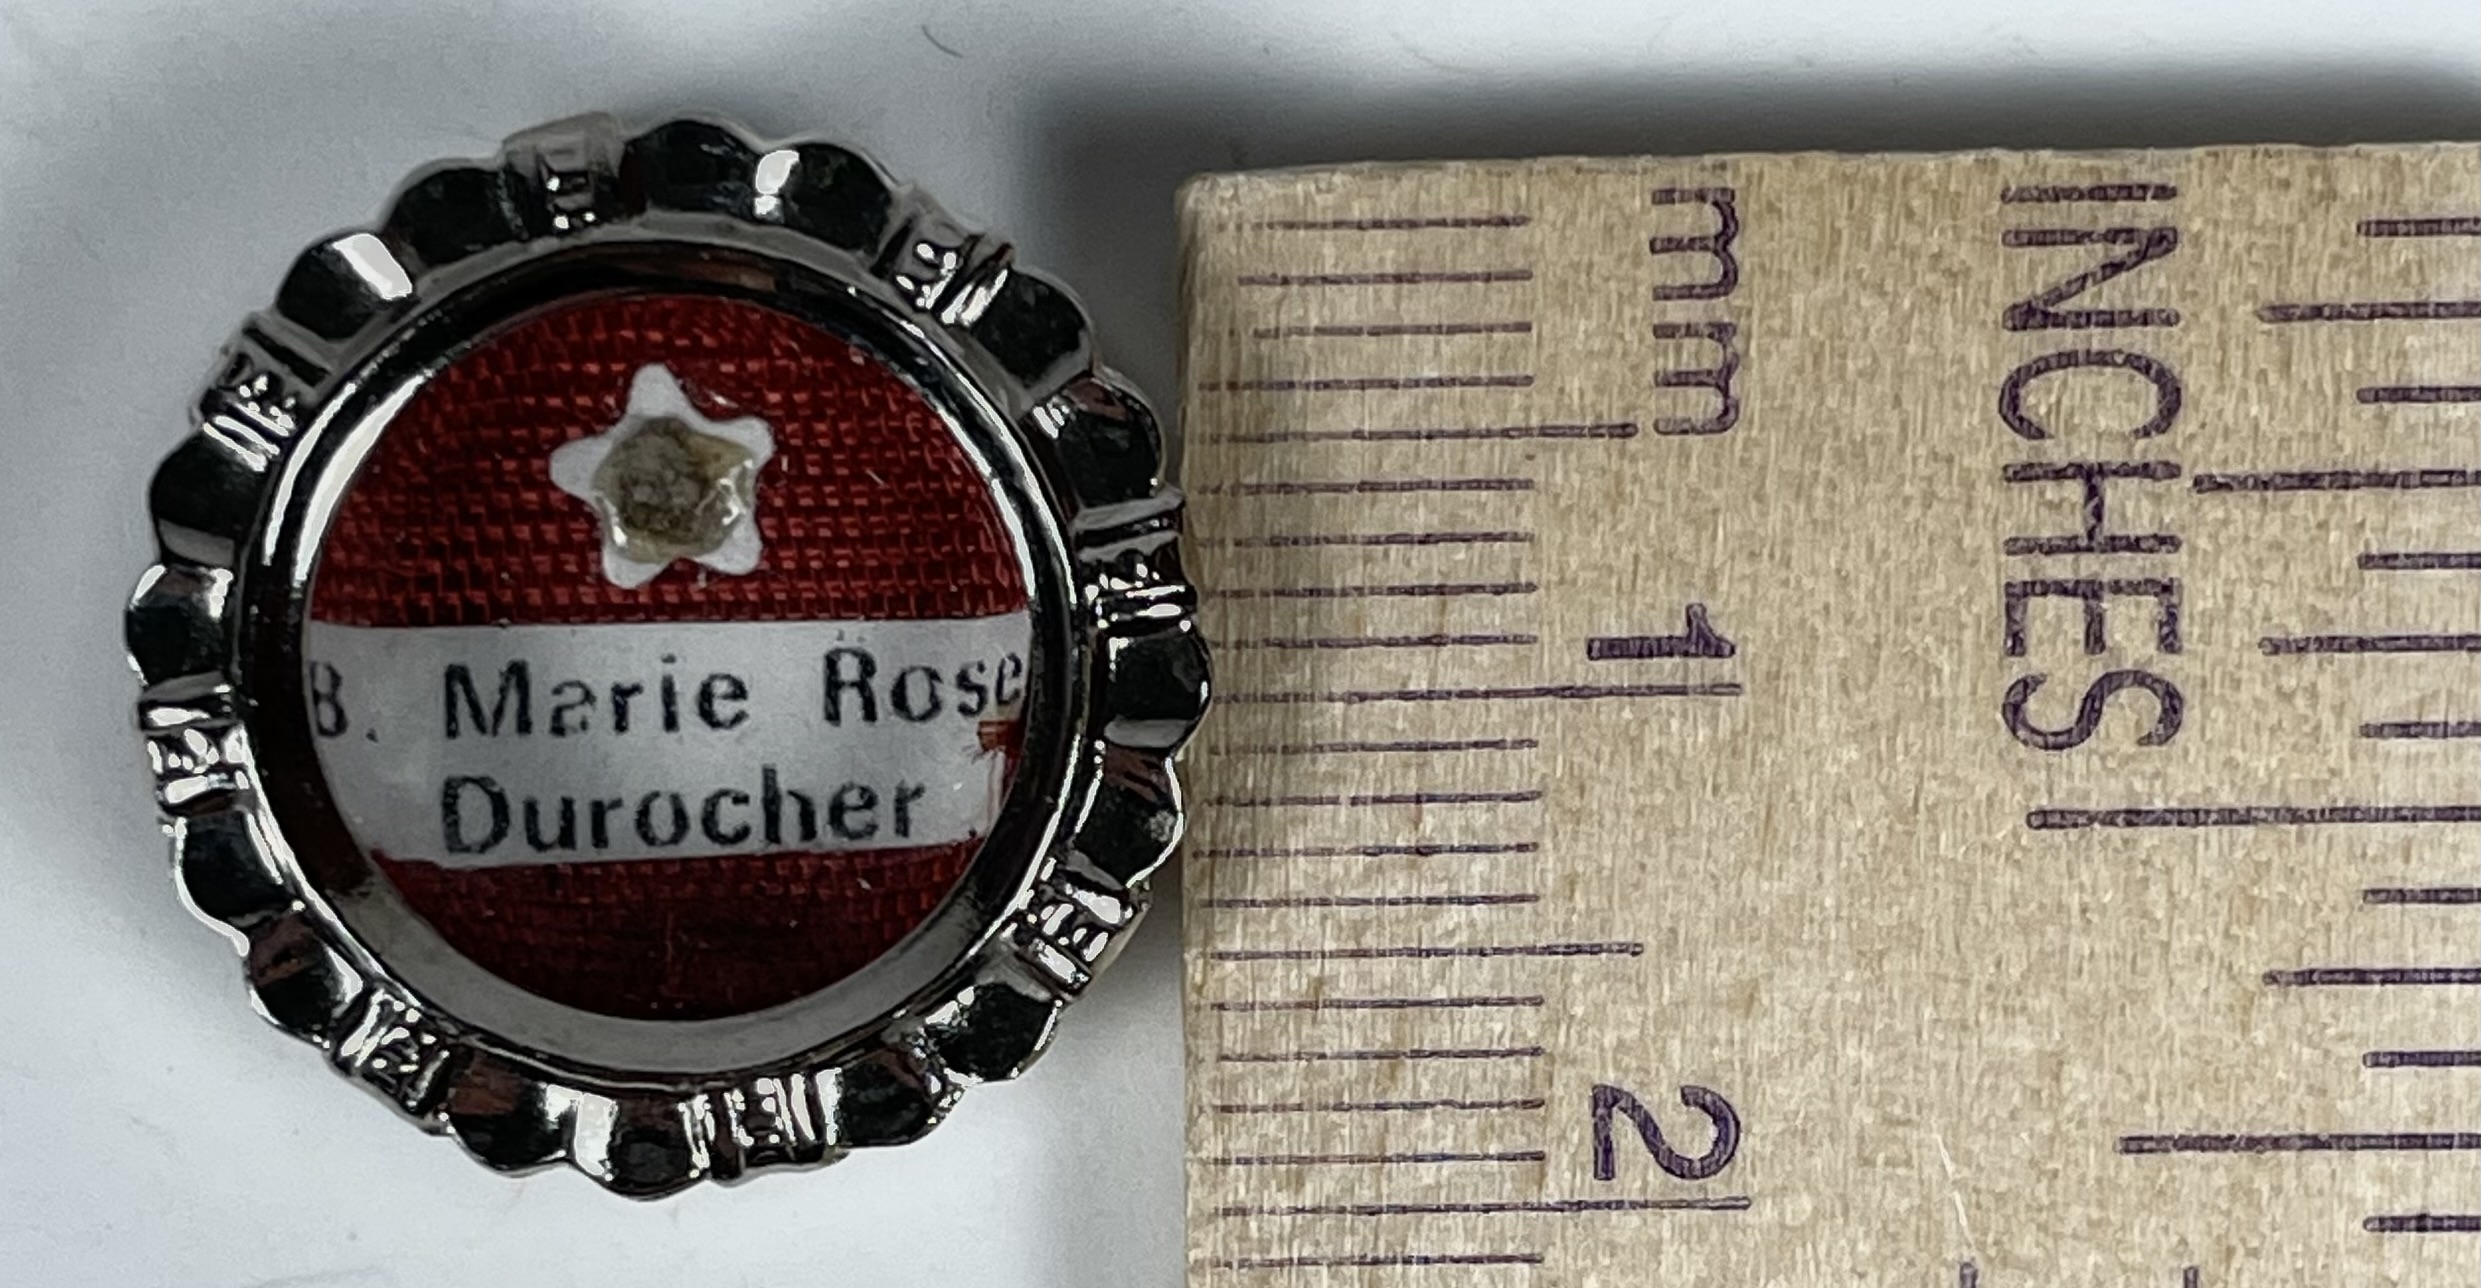 B. Marie Rose
Durocher.
mm
1
2
INCHES